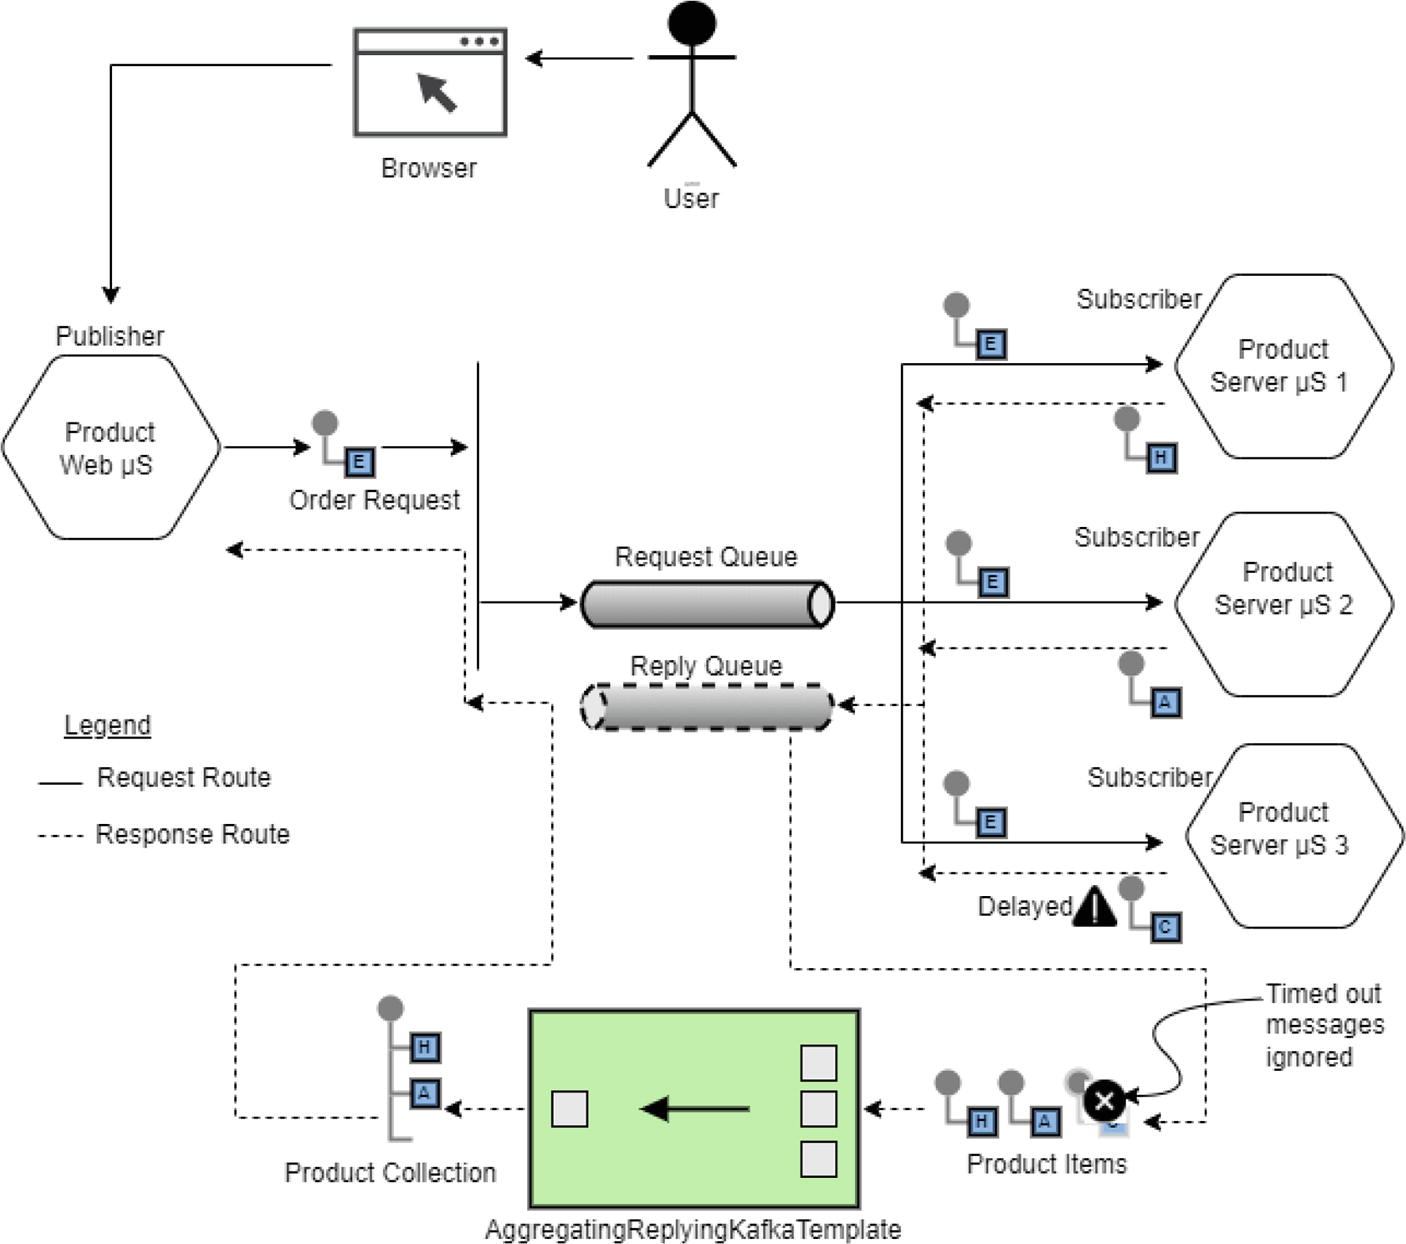 Browser
User
Publisher
Product
Web µS
E
Order Request
Request Queue
Reply Queue
Subscriber
E
Product
Server µS 1
H
Subscriber
E
Product
Server µS 2
A
Subscriber
E
Product
Server µS 3
Delayed
C
Legend
Request Route
Response Route
Timed out
messages
ignored
H
A
Product Collection
H
A
Product Items
AggregatingReplyingKafkaTemplate